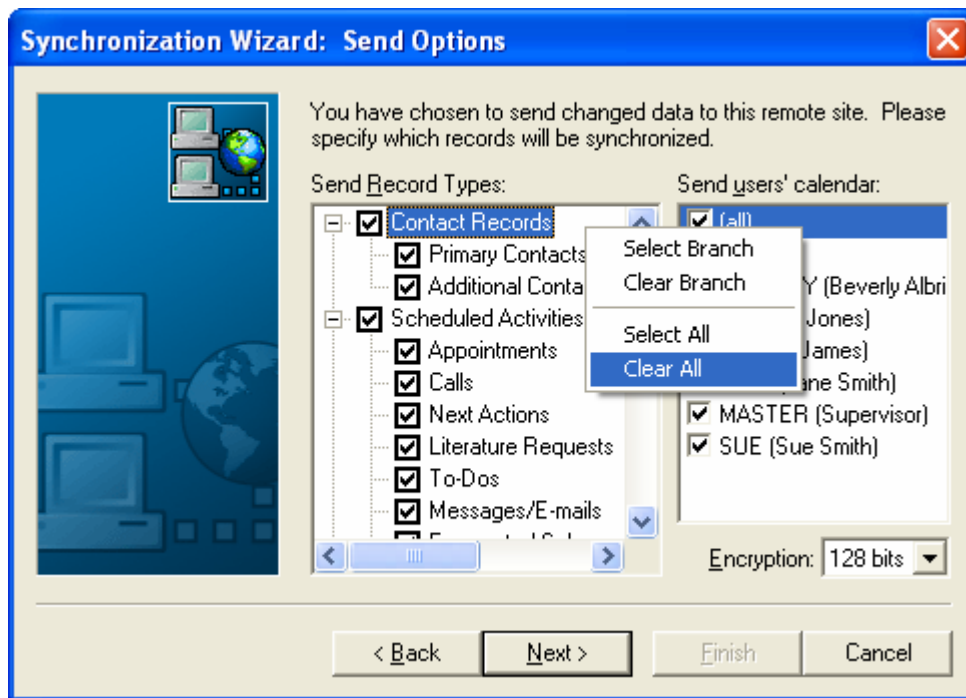 Synchronization Wizard: Send Options
You have chosen to send changed data to this remote site. Please
specify which records will be synchronized.
Send Record Types:
Contact Records
Primary Contacts
Additional Conta
Scheduled Activities
Appointments
Calls
Next Actions
Literature Requests
To-Dos
Messages/E-mails
Select Branch
Clear Branch
Select All
Clear All
Send users' calendar:
(all)
Y (Beverly Albri
Jones)
James)
ane Smith)
MASTER (Supervisor)
SUE (Sue Smith)
Encryption: 128 bits
< Back Next > Finish Cancel